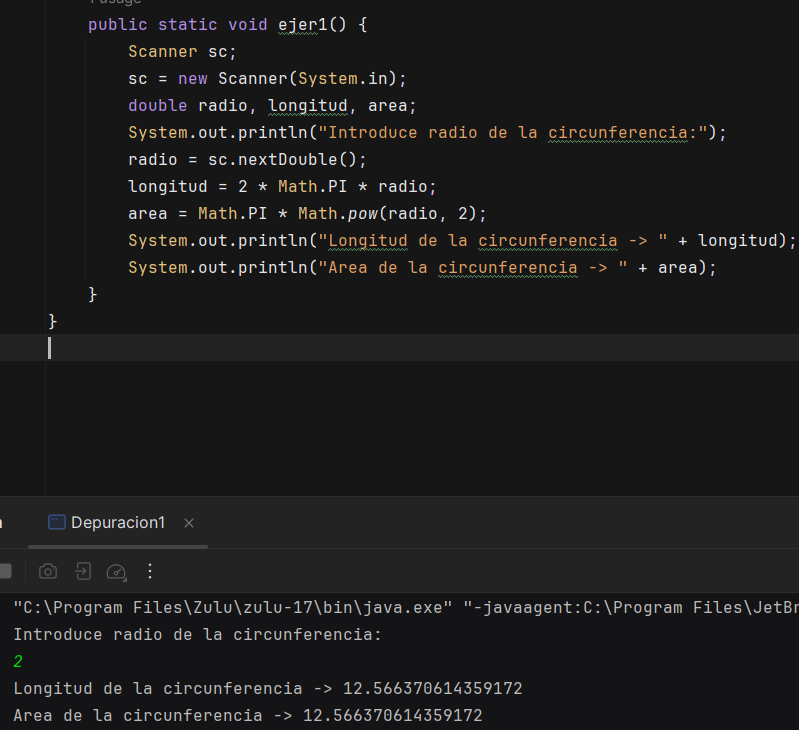 public static void ejer1() {
Scanner sc;
sc = new Scanner(System.in);
double radio, longitud, area;
System.out.println("Introduce radio de la circunferencia:");
radio = sc.nextDouble();
longitud = 2 * Math.PI * radio;
area = Math.PI * Math.pow(radio, 2);
System.out.println("Longitud de la circunferencia -> " + longitud);
System.out.println("Area de la circunferencia -> " + area);
}
}
Depuracion1
"C:\Program Files\Zulu\zulu-17\bin\java.exe" "-javaagent:C:\Program Files\JetBr
Introduce radio de la circunferencia:
2
Longitud de la circunferencia -> 12.566370614359172
Area de la circunferencia -> 12.566370614359172